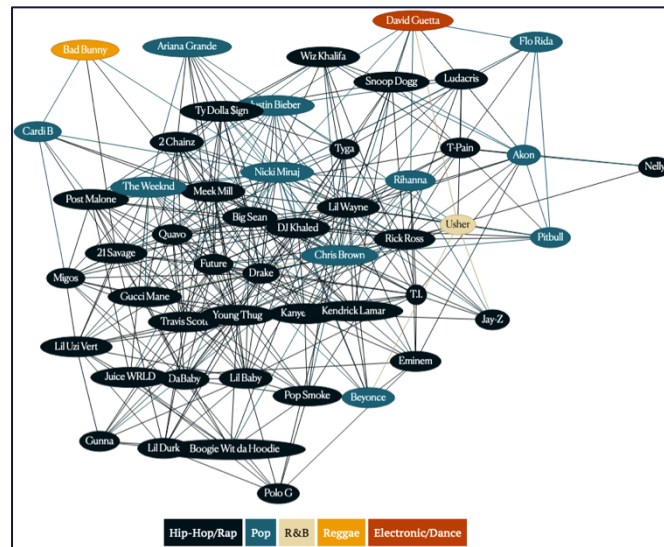 David Guetta
Bad Bunny
Ariana Grande
Flo Rida
Wiz Khalifa
Snoop Dogg
Ludacris
Ty Dolla $ign
Justin Bieber
Cardi B
2 Chainz
Tyga
T-Pain
Akon
Nelly
Nicki Minaj
The Weeknd
Meek Mill
Rihanna
Post Malone
Big Sean
Lil Wayne
DJ Khaled
Usher
Quavo
Rick Ross
Pitbull
21 Savage
Chris Brown
Future
Drake
Migos
Gucci Mane
T.I.
Travis Scott
Young Thug
Kanye
Kendrick Lamar
Jay-Z
Lil Uzi Vert
Eminem
Juice WRLD
DaBaby
Lil Baby
Pop Smoke
Beyonce
Gunna
Lil Durk
Boogie Wit da Hoodie
Polo G
Hip-Hop/Rap Pop R&B Reggae Electronic/Dance